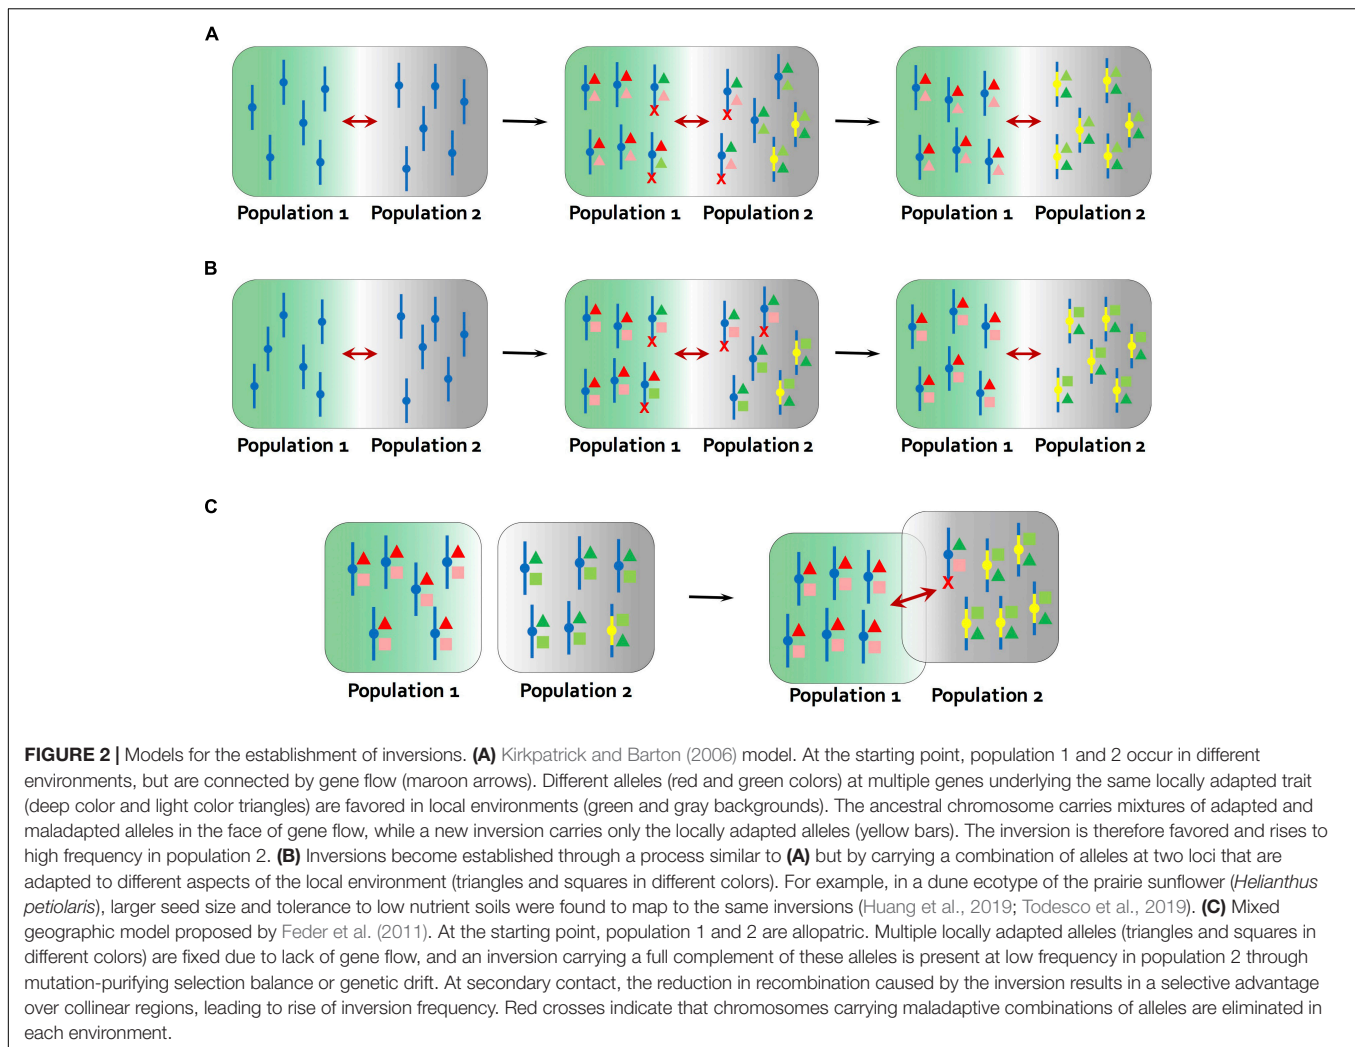 A
Population 1 Population 2 Population 1 Population 2 Population 1 Population 2
B
Population 1 Population 2 Population 1 Population 2 Population 1 Population 2
C
Population 1 Population 2 Population 1 Population 2
FIGURE 2 | Models for the establishment of inversions. (A) Kirkpatrick and Barton (2006) model. At the starting point, population 1 and 2 occur in different
environments, but are connected by gene flow (maroon arrows). Different alleles (red and green colors) at multiple genes underlying the same locally adapted trait
(deep color and light color triangles) are favored in local environments (green and gray backgrounds). The ancestral chromosome carries mixtures of adapted and
maladapted alleles in the face of gene flow, while a new inversion carries only the locally adapted alleles (yellow bars). The inversion is therefore favored and rises to
high frequency in population 2. (B) Inversions become established through a process similar to (A) but by carrying a combination of alleles at two loci that are
adapted to different aspects of the local environment (triangles and squares in different colors). For example, in a dune ecotype of the prairie sunflower (Helianthus
petiolaris), larger seed size and tolerance to low nutrient soils were found to map to the same inversions (Huang et al., 2019; Todesco et al., 2019). (C) Mixed
geographic model proposed by Feder et al. (2011). At the starting point, population 1 and 2 are allopatric. Multiple locally adapted alleles (triangles and squares in
different colors) are fixed due to lack of gene flow, and an inversion carrying a full complement of these alleles is present at low frequency in population 2 through
mutation-purifying selection balance or genetic drift. At secondary contact, the reduction in recombination caused by the inversion results in a selective advantage
over collinear regions, leading to rise of inversion frequency. Red crosses indicate that chromosomes carrying maladaptive combinations of alleles are eliminated in
each environment.